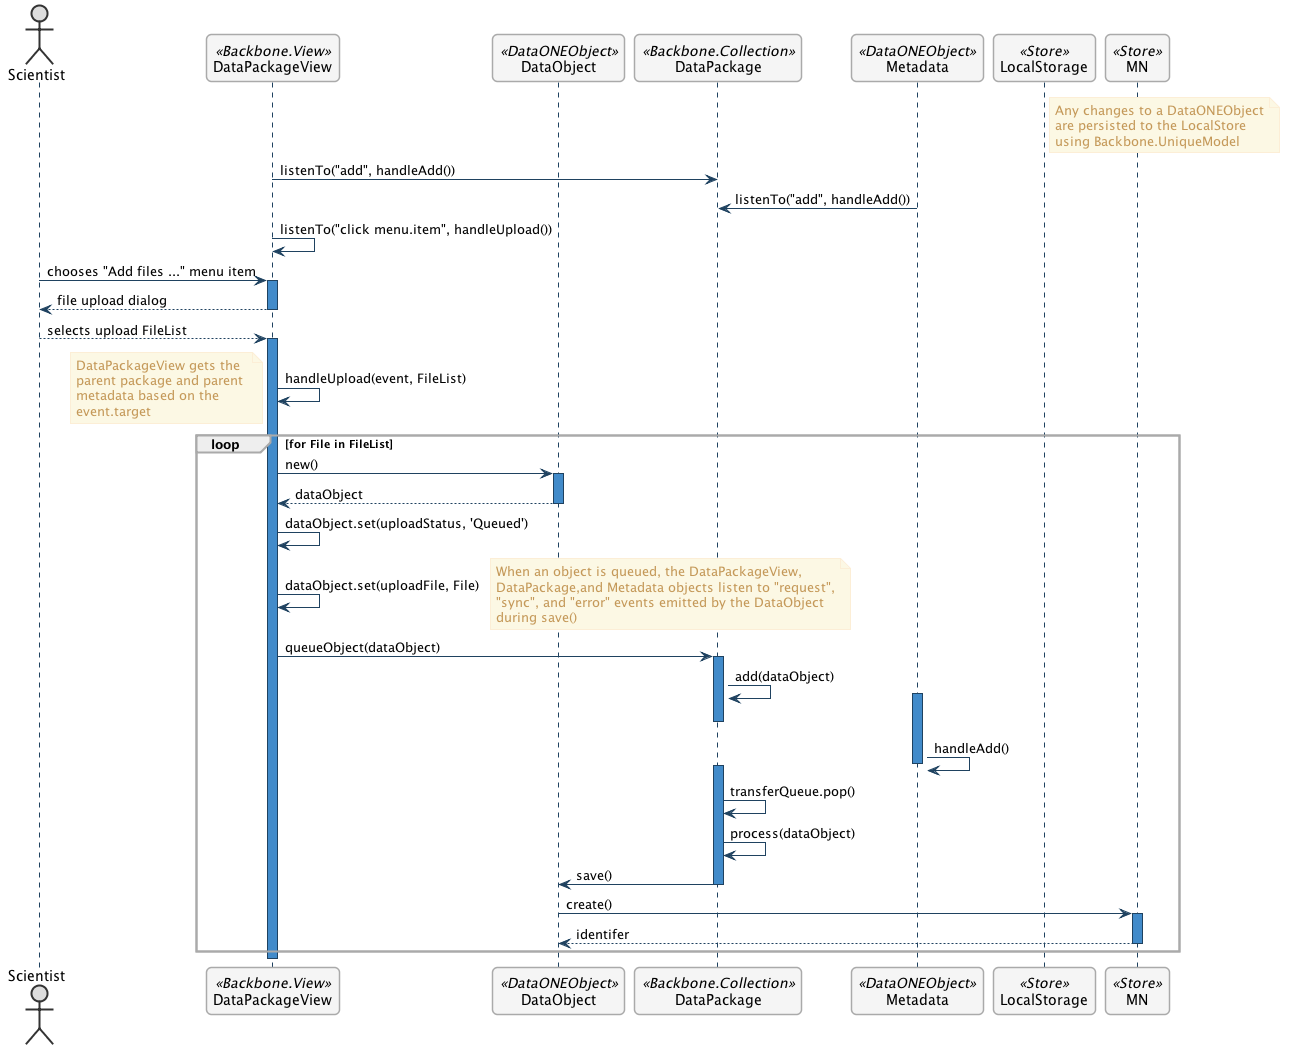 Scientist
«Backbone.View»
DataPackageView
«DataONEObject»
DataObject
«Backbone.Collection»
DataPackage
«DataONEObject»
Metadata
«Store»
LocalStorage
«Store»
MN
Any changes to a DataONEObject
are persisted to the LocalStore
using Backbone.UniqueModel
listenTo("add", handleAdd())
listenTo("add", handleAdd())
listenTo("click menu.item", handleUpload())
chooses "Add files ..." menu item
file upload dialog
selects upload FileList
DataPackageView gets the
parent package and parent
metadata based on the
event.target
handleUpload(event, FileList)
loop
[for File in FileList]
new()
dataObject
dataObject.set(uploadStatus, 'Queued')
dataObject.set(uploadFile, File)
When an object is queued, the DataPackageView,
DataPackage,and Metadata objects listen to "request",
"sync", and "error" events emitted by the DataObject
during save()
queueObject(dataObject)
add(dataObject)
handleAdd()
transferQueue.pop()
process(dataObject)
save()
create()
identifer
Scientist
«Backbone.View»
DataPackageView
«DataONEObject»
DataObject
«Backbone.Collection»
DataPackage
«DataONEObject»
Metadata
«Store»
LocalStorage
«Store»
MN